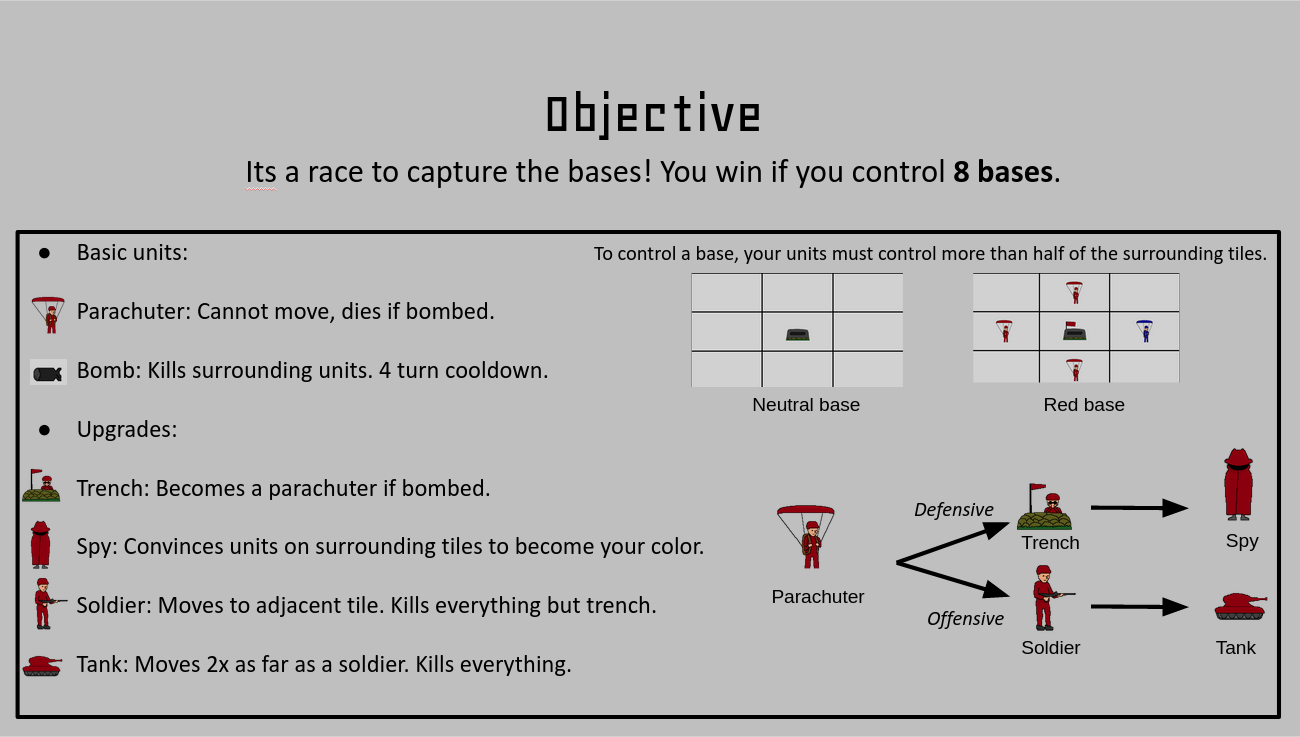 Objective
Its a race to capture the bases! You win if you control 8 bases.
● Basic units:
Parachuter: Cannot move, dies if bombed.
Bomb: Kills surrounding units. 4 turn cooldown.
● Upgrades:
Trench: Becomes a parachuter if bombed.
Spy: Convinces units on surrounding tiles to become your color.
Soldier: Moves to adjacent tile. Kills everything but trench.
Tank: Moves 2x as far as a soldier. Kills everything.
To control a base, your units must control more than half of the surrounding tiles.
Neutral base
Red base
Parachuter
Defensive
Offensive
Trench
Spy
Soldier
Tank